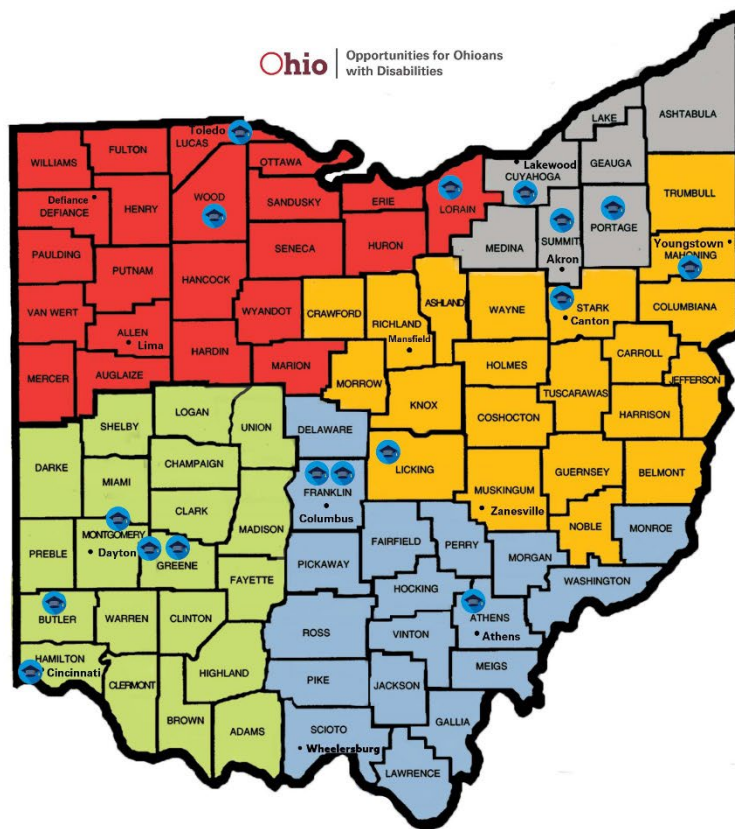 Ohio
Opportunities for Ohioans
with Disabilities
ASHTABULA
LAKE
Toledo
LUCAS
FULTON
WILLIAMS
OTTAWA
Lakewood
CUYAHOGA
GEAUGA
Defiance
DEFIANCE
HENRY
WOOD
SANDUSKY
ERIE
LORAIN
TRUMBULL
PORTAGE
SUMMIT
Akron
MEDINA
Youngstown
MAHONING
PAULDING
PUTNAM
SENECA
HURON
HANCOCK
VAN WERT
WYANDOT
CRAWFORD
RICHLAND
Mansfield
ASHLAND
WAYNE
STARK
Canton
COLUMBIANA
ALLEN
Lima
HARDIN
MARION
MERCER
AUGLAIZE
MORROW
HOLMES
CARROLL
JEFFERSON
TUSCARAWAS
KNOX
COSHOCTON
HARRISON
SHELBY
LOGAN
UNION
DELAWARE
DARKE
CHAMPAIGN
LICKING
GUERNSEY
BELMONT
MIAMI
FRANKLIN
Columbus
MUSKINGUM
Zanesville
CLARK
MADISON
NOBLE
MONROE
PREBLE
MONTGOMERY
Dayton
GREENE
FAIRFIELD
PERRY
MORGAN
PICKAWAY
FAYETTE
HOCKING
WASHINGTON
BUTLER
WARREN
CLINTON
ROSS
VINTON
ATHENS
Athens
HAMILTON
Cincinnati
HIGHLAND
MEIGS
CLERMONT
PIKE
JACKSON
BROWN
ADAMS
SCIOTO
Wheelersburg
GALLIA
LAWRENCE